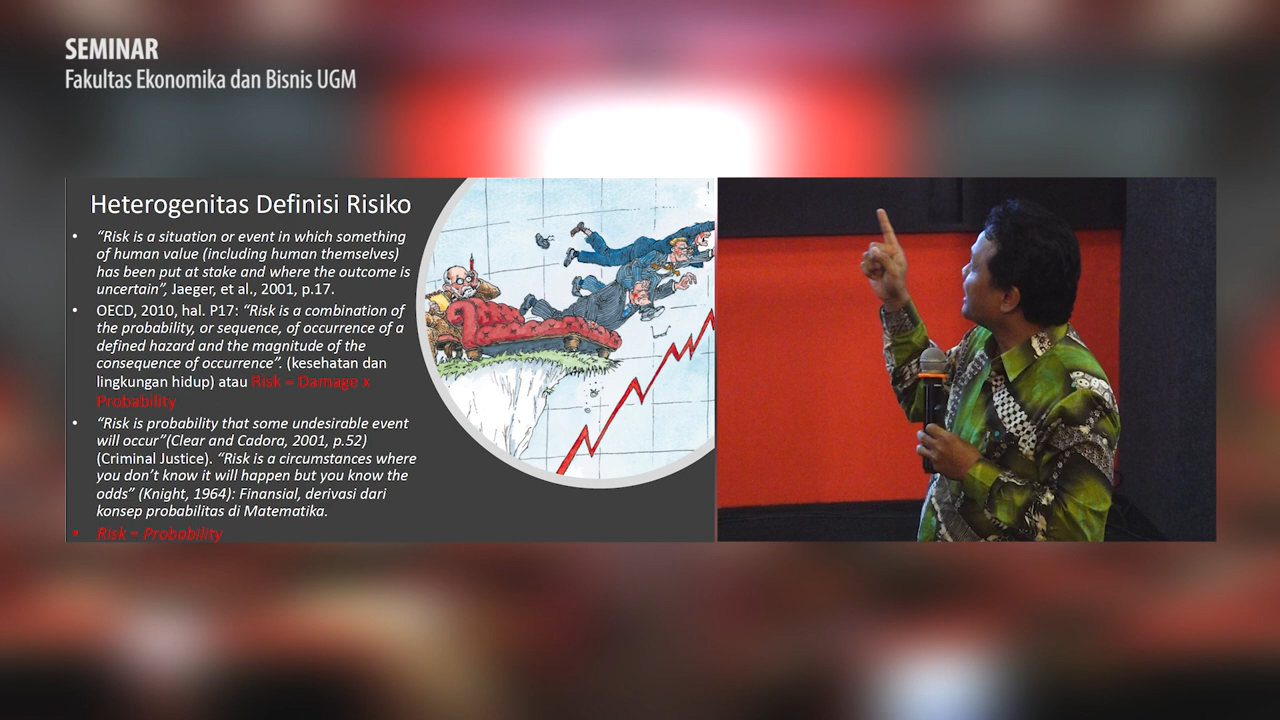 SEMINAR
Fakultas Ekonomika dan Bisnis UGM
Heterogenitas Definisi Risiko
• “Risk is a situation or event in which something
of human value (including human themselves)
has been put at stake and where the outcome is
uncertain”, Jaeger, et al., 2001, p.17.
• OECD, 2010, hal. P17: “Risk is a combination of
the probability, or sequence, of occurrence of a
defined hazard and the magnitude of the
consequence of occurrence”. (kesehatan dan
lingkungan hidup) atau Risk = Damage x
Probability
• “Risk is probability that some undesirable event
will occur”(Clear and Cadora, 2001, p.52)
(Criminal Justice). “Risk is a circumstances where
you don’t know it will happen but you know the
odds” (Knight, 1964): Finansial, derivasi dari
konsep probabilitas di Matematika.
• Risk = Probability